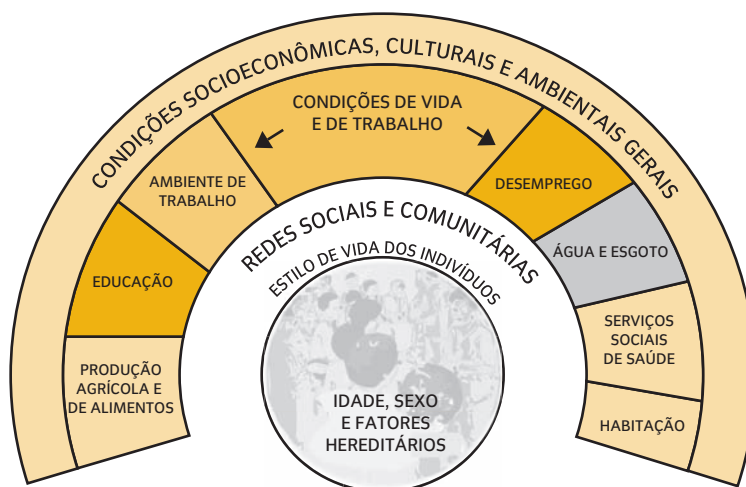 CONDIÇÕES SOCIOECONÔMICAS, CULTURAIS E AMBIENTAIS GERAIS
CONDIÇÕES DE VIDA
E DE TRABALHO
AMBIENTE DE
TRABALHO
DESEMPREGO
EDUCAÇÃO
ÁGUA E ESGOTO
PRODUÇÃO
AGRÍCOLA E
DE ALIMENTOS
SERVIÇOS
SOCIAIS
DE SAÚDE
HABITAÇÃO
REDES SOCIAIS E COMUNITÁRIAS
ESTILO DE VIDA DOS INDIVÍDUOS
IDADE, SEXO
E FATORES
HEREDITÁRIOS